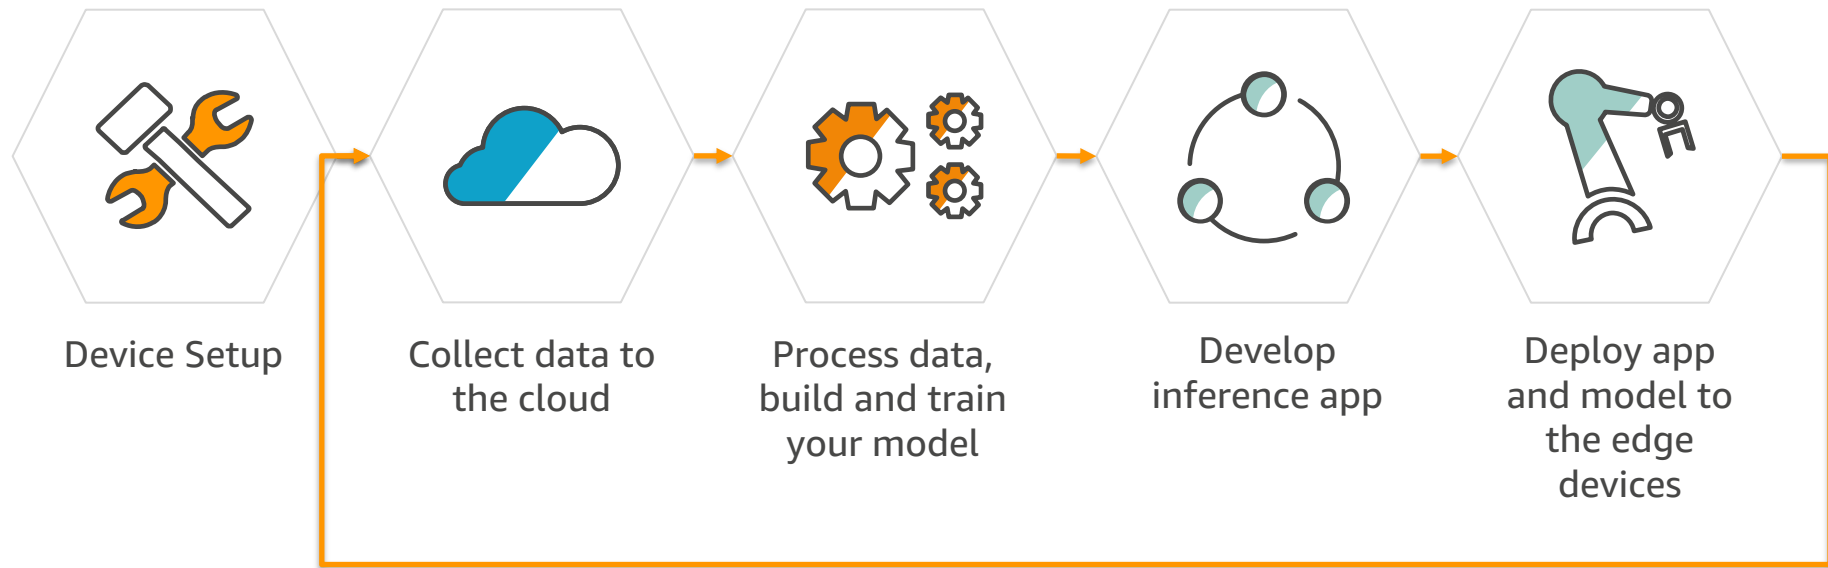 Device Setup
Collect data to
the cloud
Process data,
build and train
your model
Develop
inference app
Deploy app
and model to
the edge
devices